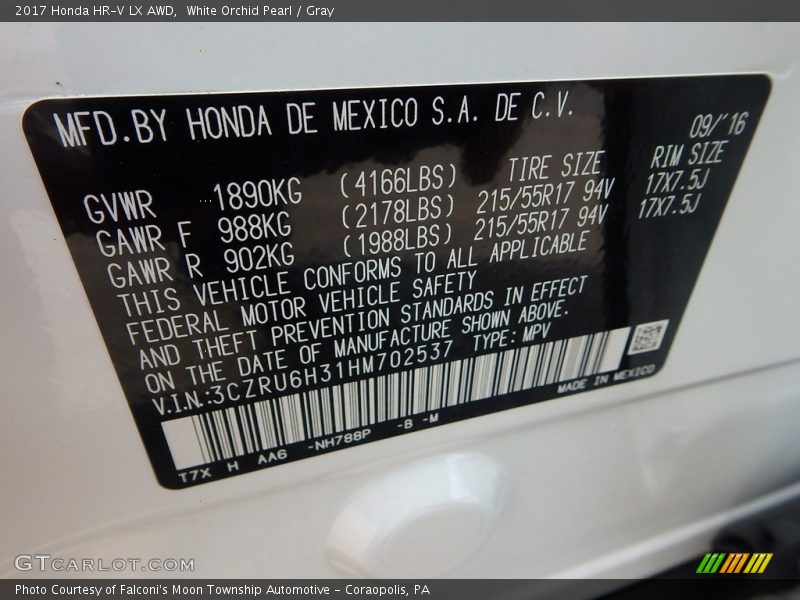 2017 Honda HR-V LX AWD, White Orchid Pearl / Gray
MFD.BY HONDA DE MEXICO S.A. DE C.V.
09/'16
TIRE SIZE RIM SIZE
GVWR 1890KG (4166LBS)
GAWR F 988KG (2178LBS) 215/55R17 94V 17X7.5J
GAWR R 902KG (1988LBS) 215/55R17 94V 17X7.5J
THIS VEHICLE CONFORMS TO ALL APPLICABLE
FEDERAL MOTOR VEHICLE SAFETY
AND THEFT PREVENTION STANDARDS IN EFFECT
ON THE DATE OF MANUFACTURE SHOWN ABOVE.
V.I.N.:3CZRU6H31HM702537 TYPE:MPV
MADE IN MEXICO
T7X H AA6 -NH788P -B -M
GTCARLOT.COM
Photo Courtesy of Falconi's Moon Township Automotive - Coraopolis, PA